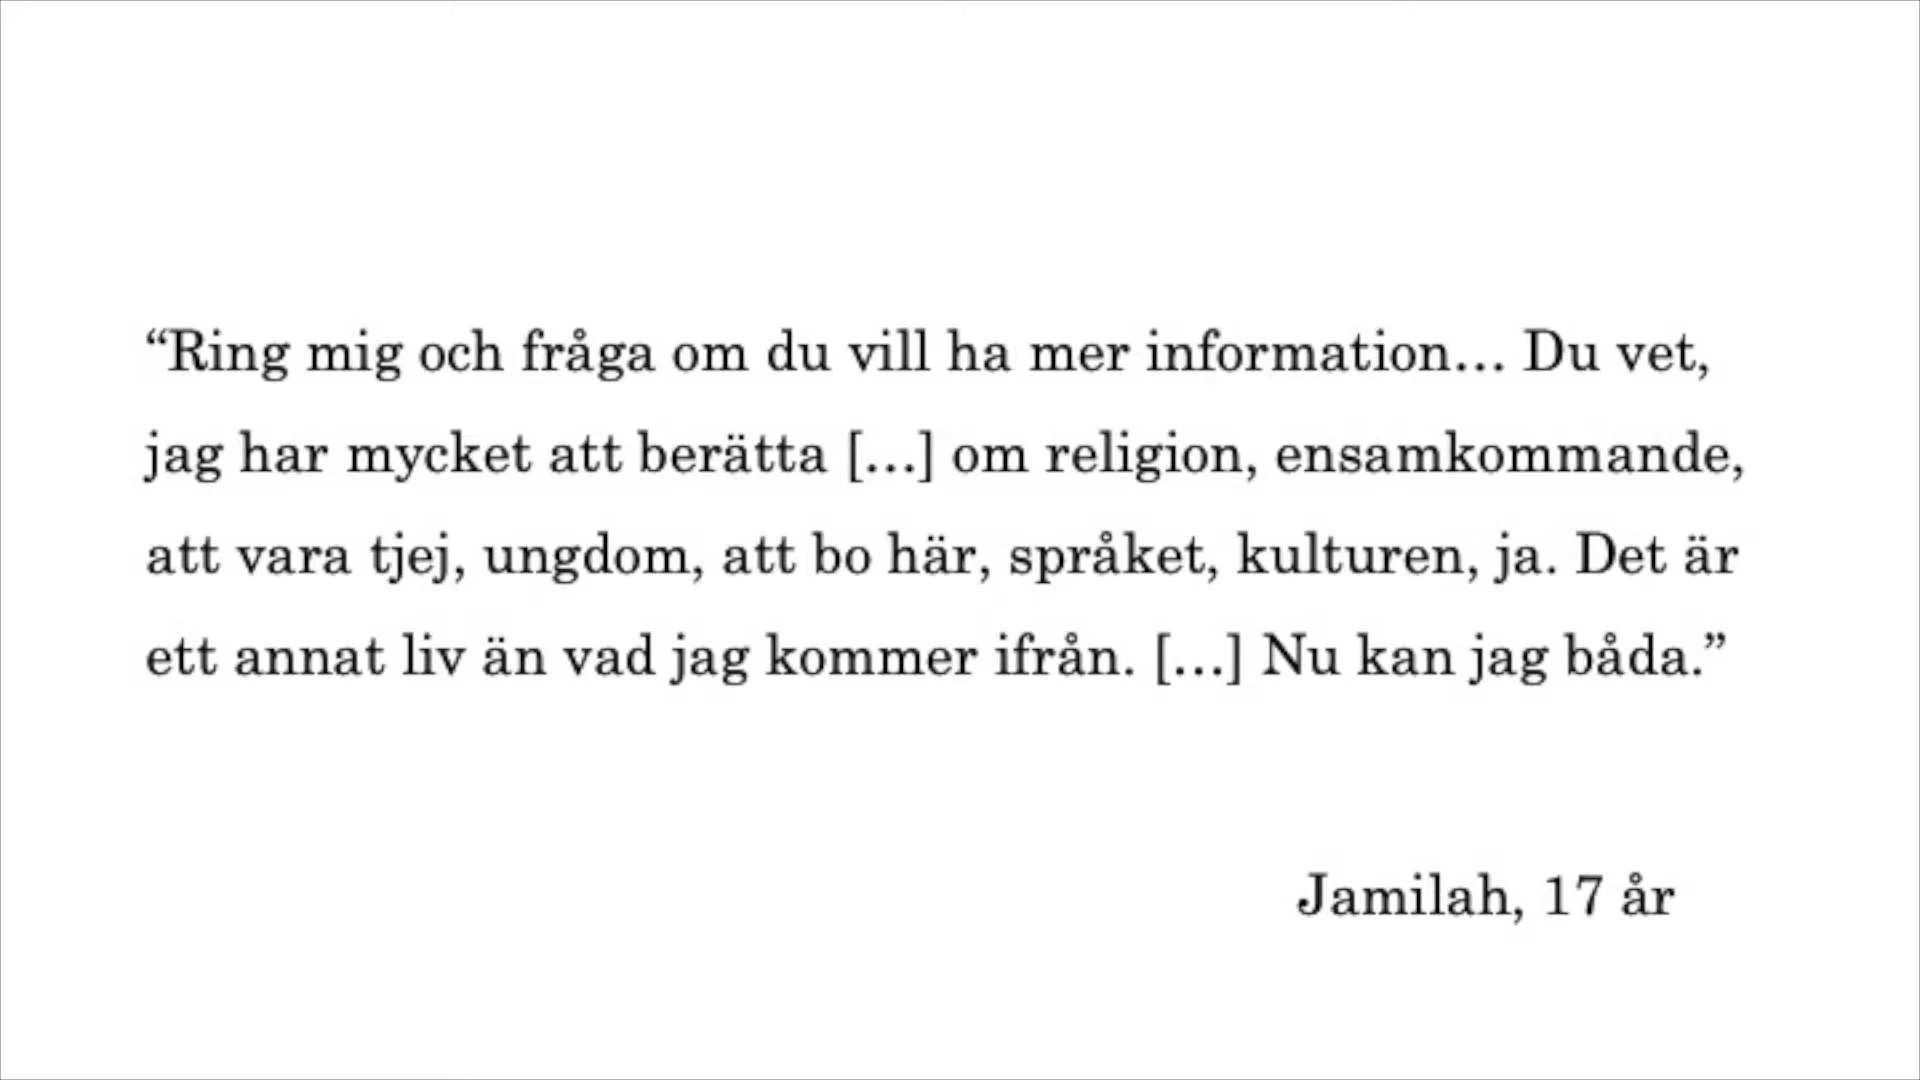 “Ring mig och fråga om du vill ha mer information… Du vet,
jag har mycket att berätta […] om religion, ensamkommande,
att vara tjej, ungdom, att bo här, språket, kulturen, ja. Det är
ett annat liv än vad jag kommer ifrån. […] Nu kan jag båda.”
Jamilah, 17 år